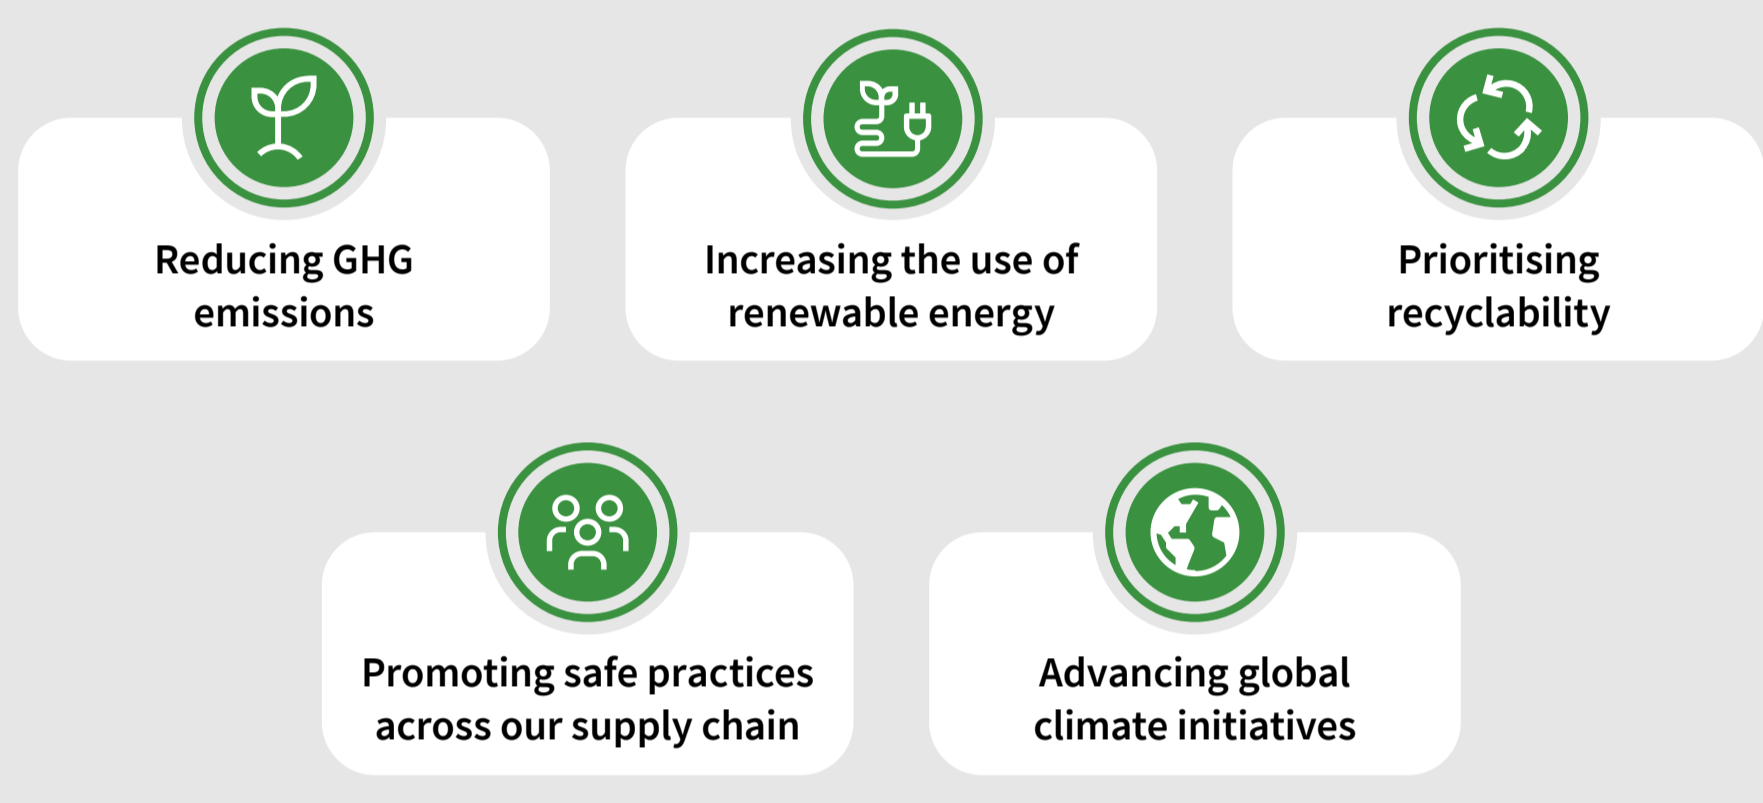 Reducing GHG
emissions
Increasing the use of
renewable energy
Prioritising
recyclability
Promoting safe practices
across our supply chain
Advancing global
climate initiatives